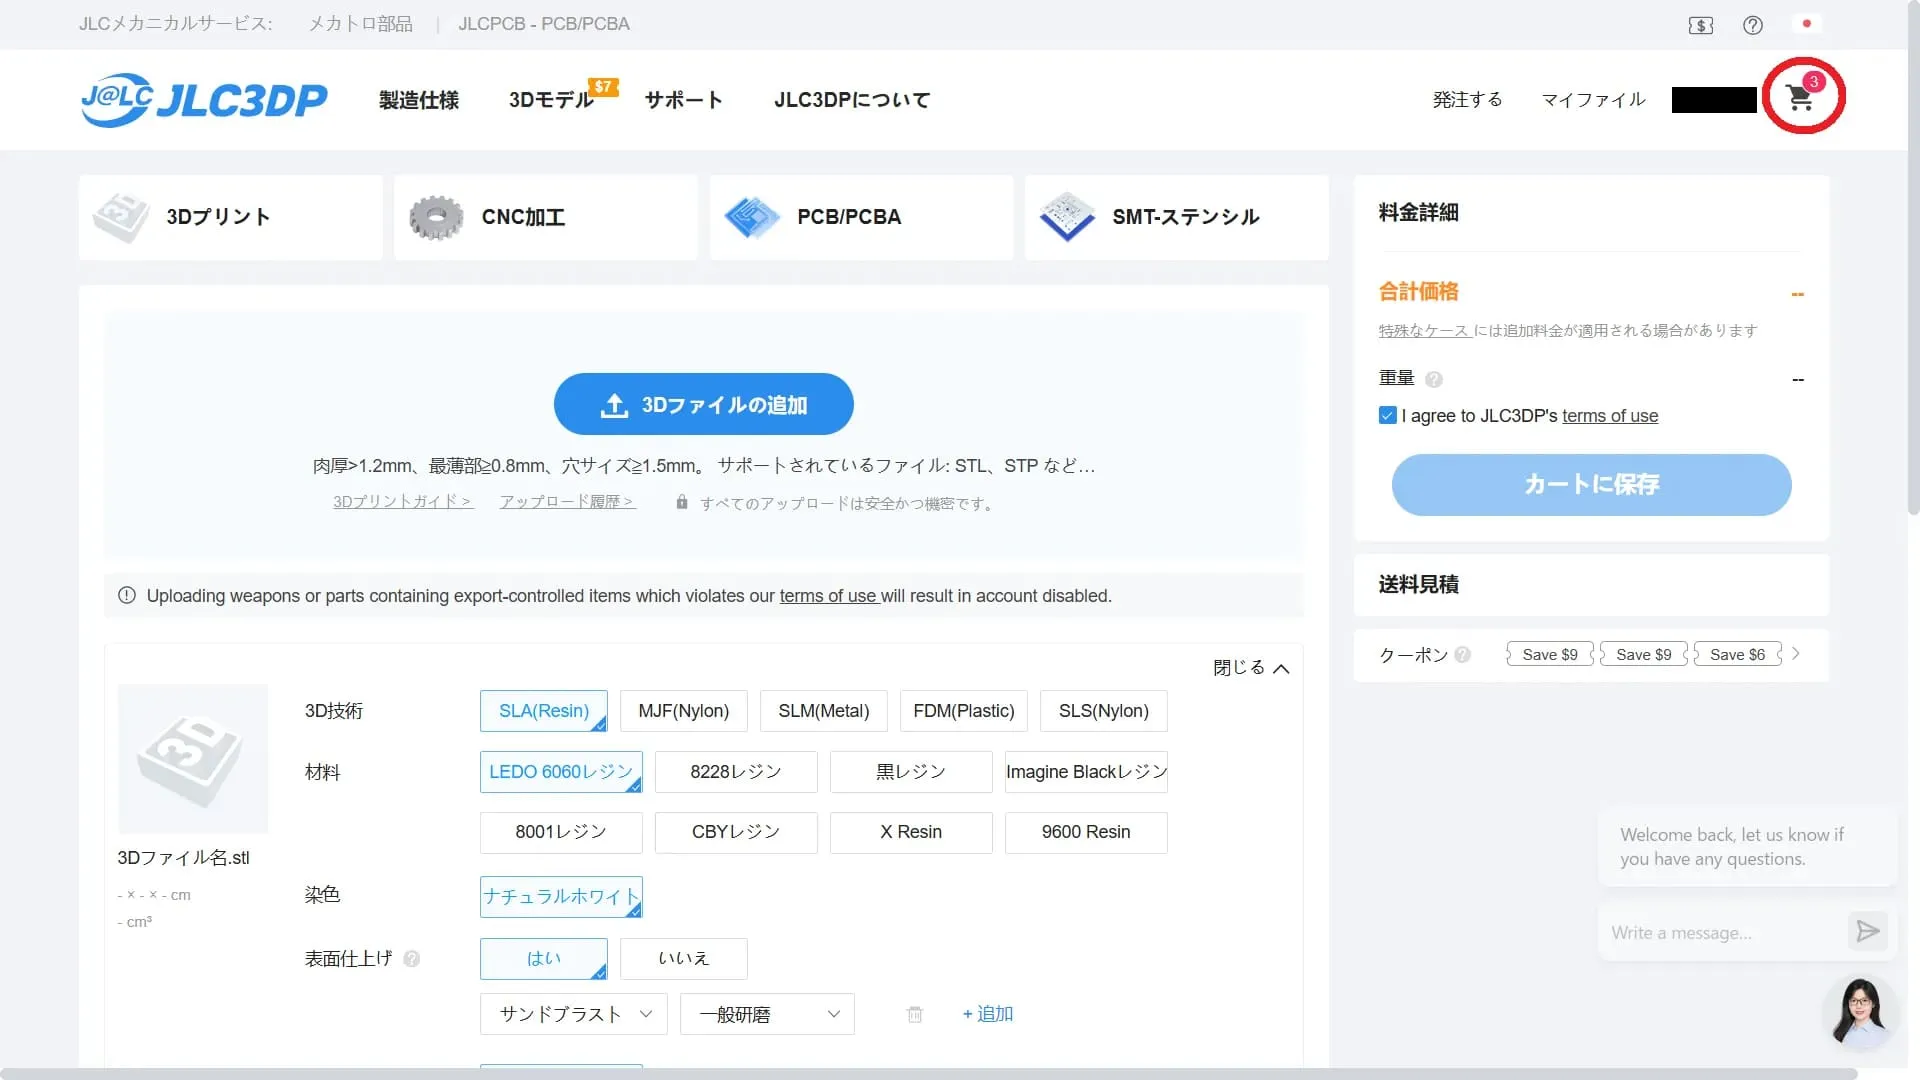 JLCメカニカルサービス: メカトロ部品 | JLCPCB - PCB/PCBA
J@LC JLC3DP 製造仕様 3Dモデル $7 サポート JLC3DPについて 発注する マイファイル 3
3Dプリント CNC加工 PCB/PCBA SMT-ステンシル
3Dファイルの追加
肉厚>1.2mm、最薄部≧0.8mm、穴サイズ≧1.5mm。 サポートされているファイル: STL、STP など…
3Dプリントガイド > アップロード履歴 > すべてのアップロードは安全かつ機密です。
Uploading weapons or parts containing export-controlled items which violates our terms of use will result in account disabled.
閉じる
3D
3Dファイル名.stl
- × - × - cm
- cm³
3D技術 SLA(Resin) MJF(Nylon) SLM(Metal) FDM(Plastic) SLS(Nylon)
材料 LEDO 6060レジン 8228レジン 黒レジン Imagine Blackレジン
8001レジン CBYレジン X Resin 9600 Resin
染色 ナチュラルホワイト
表面仕上げ ? はい いいえ
サンドブラスト 一般研磨 + 追加
料金詳細
合計価格 --
特殊なケース には追加料金が適用される場合があります
重量 ? --
I agree to JLC3DP's terms of use
カートに保存
送料見積
クーポン ? Save $9 Save $9 Save $6
Welcome back, let us know if
you have any questions.
Write a message...